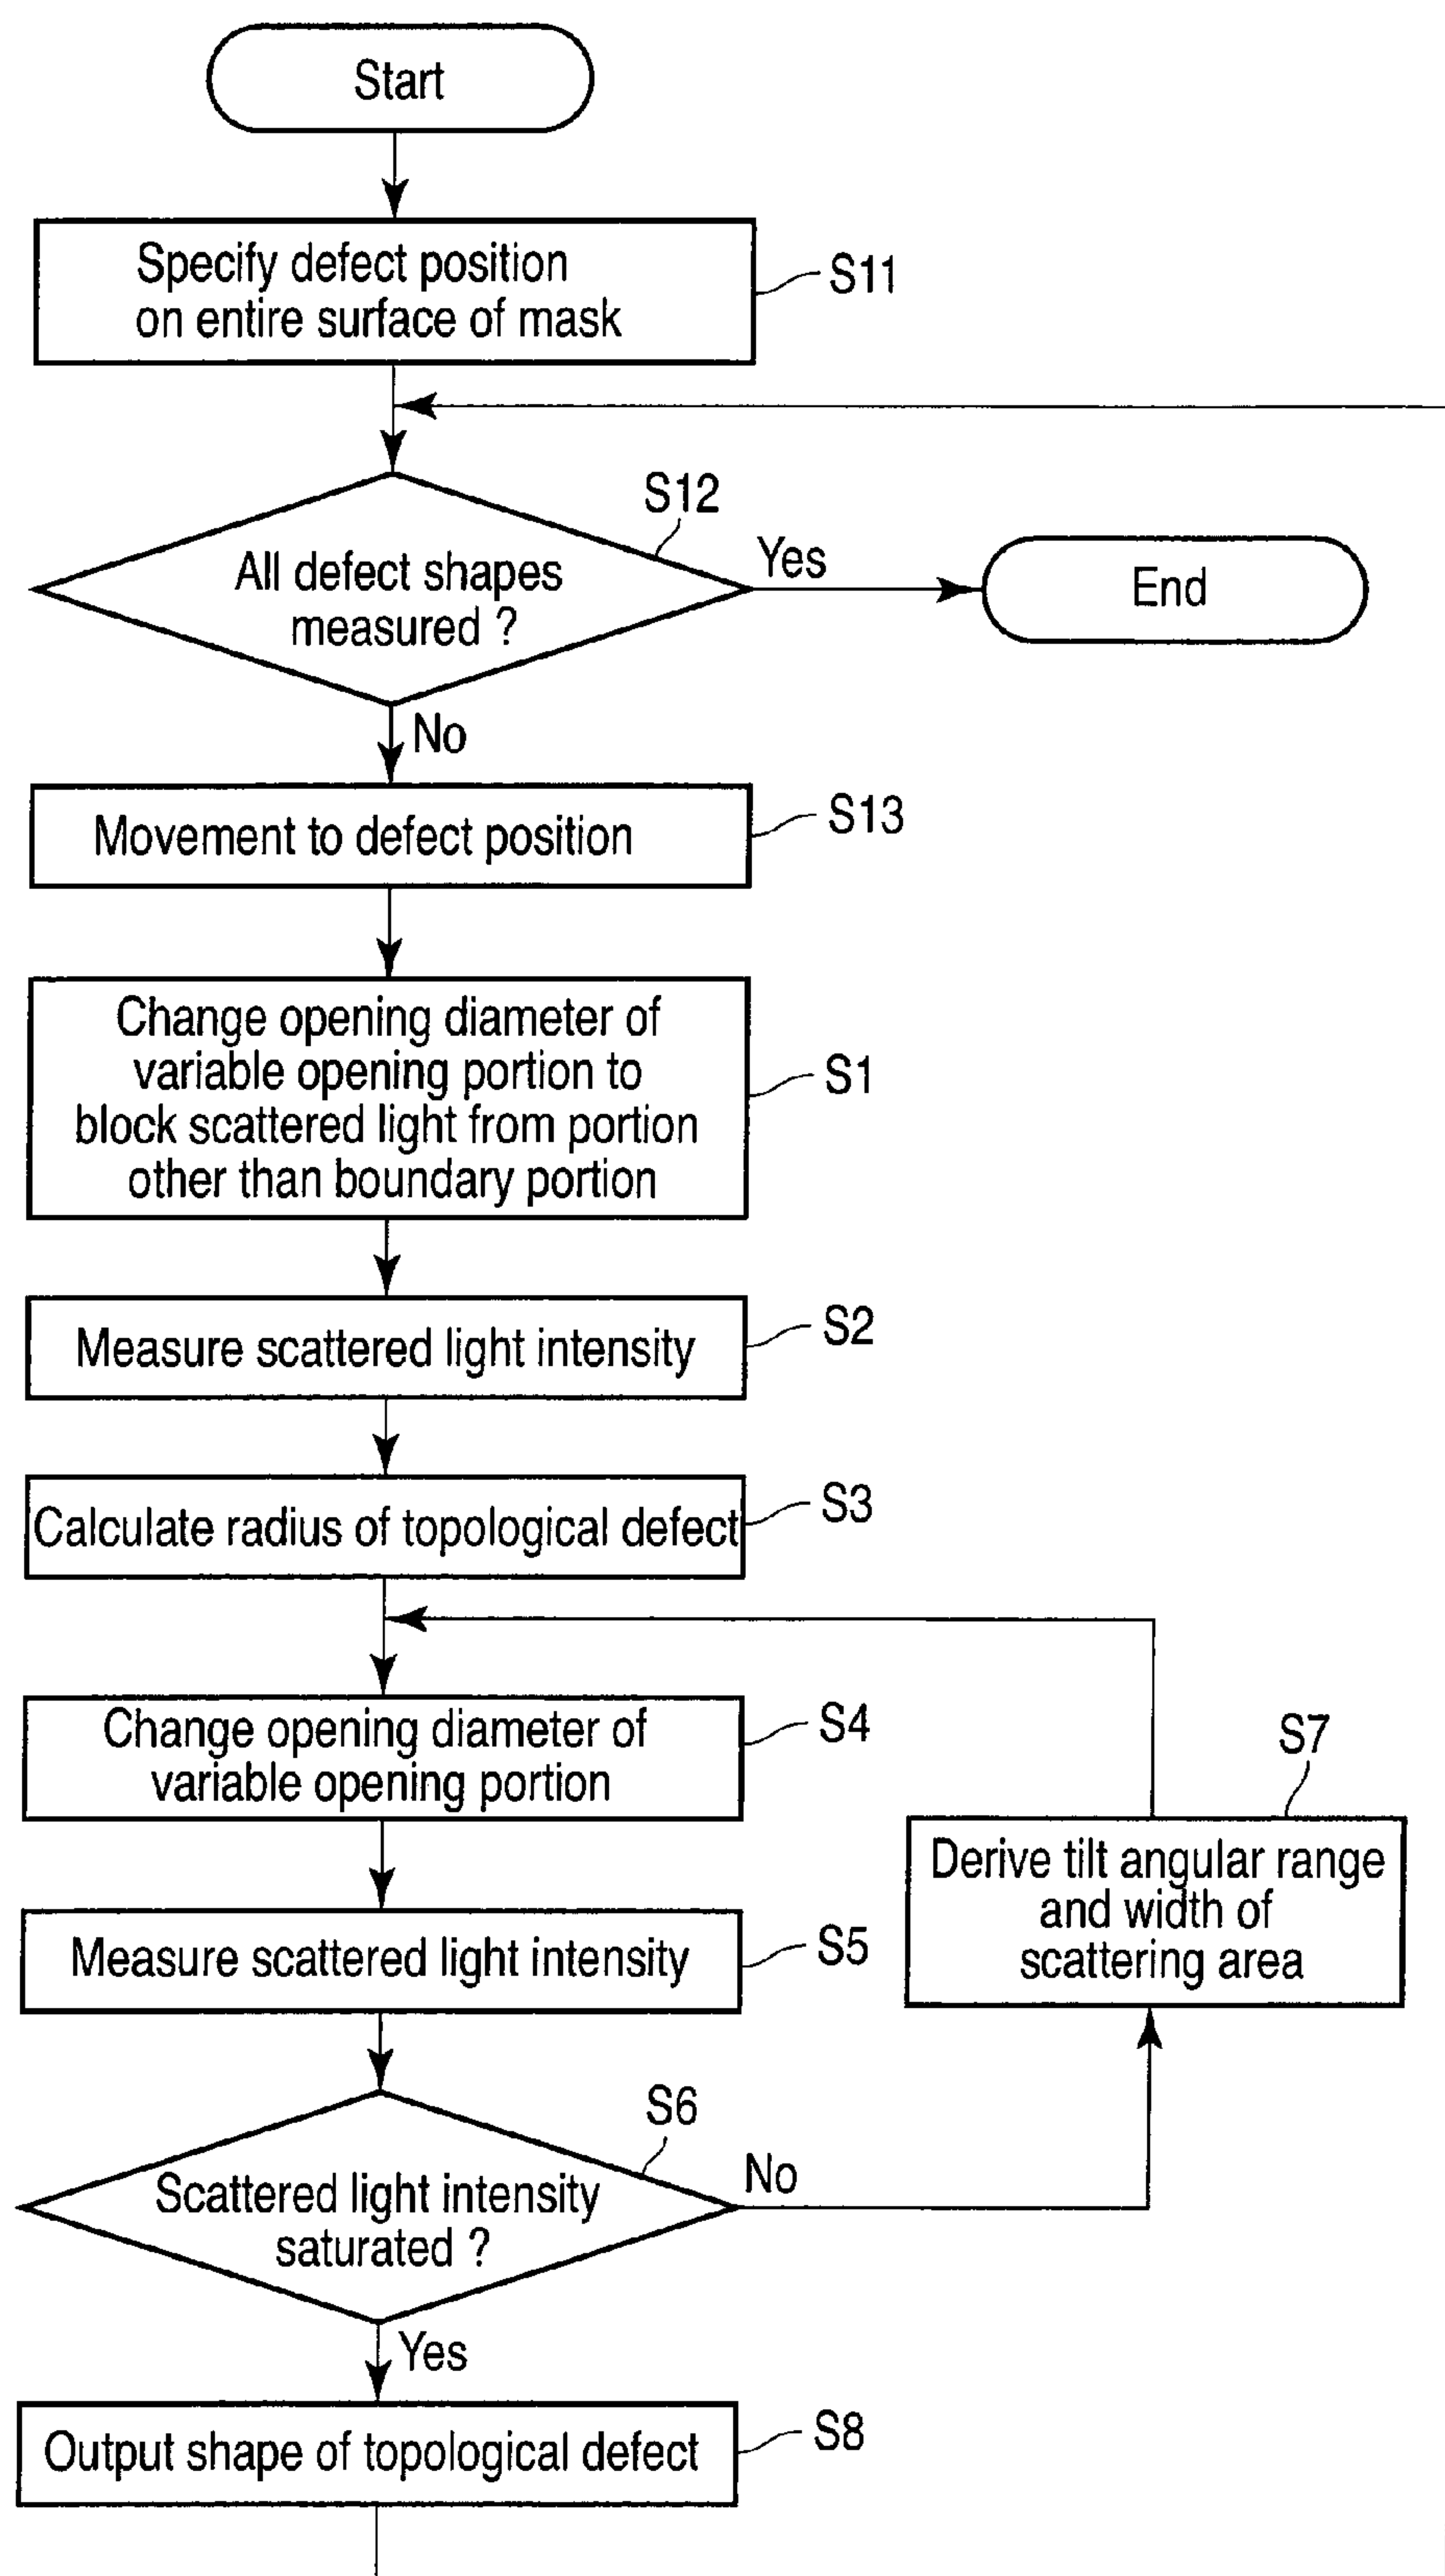 Start
Specify defect position
on entire surface of mask
S11
S12
All defect shapes
measured ?
Yes
End
No
Movement to defect position
S13
Change opening diameter of
variable opening portion to
block scattered light from portion
other than boundary portion
S1
Measure scattered light intensity
S2
Calculate radius of topological defect
S3
Change opening diameter of
variable opening portion
S4
S7
Derive tilt angular range
and width of
scattering area
Measure scattered light intensity
S5
S6
Scattered light intensity
saturated ?
No
Yes
Output shape of topological defect
S8